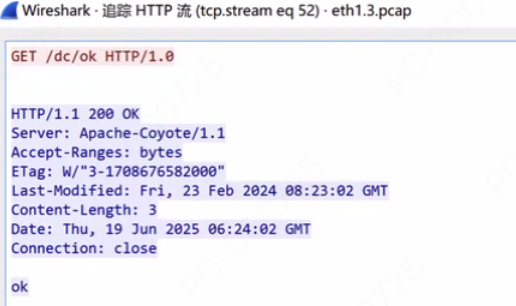 Wireshark · 追踪 HTTP 流 (tcp.stream eq 52) · eth1.3.pcap
GET /dc/ok HTTP/1.0
HTTP/1.1 200 OK
Server: Apache-Coyote/1.1
Accept-Ranges: bytes
ETag: W/"3-1708676582000"
Last-Modified: Fri, 23 Feb 2024 08:23:02 GMT
Content-Length: 3
Date: Thu, 19 Jun 2025 06:24:02 GMT
Connection: close
ok